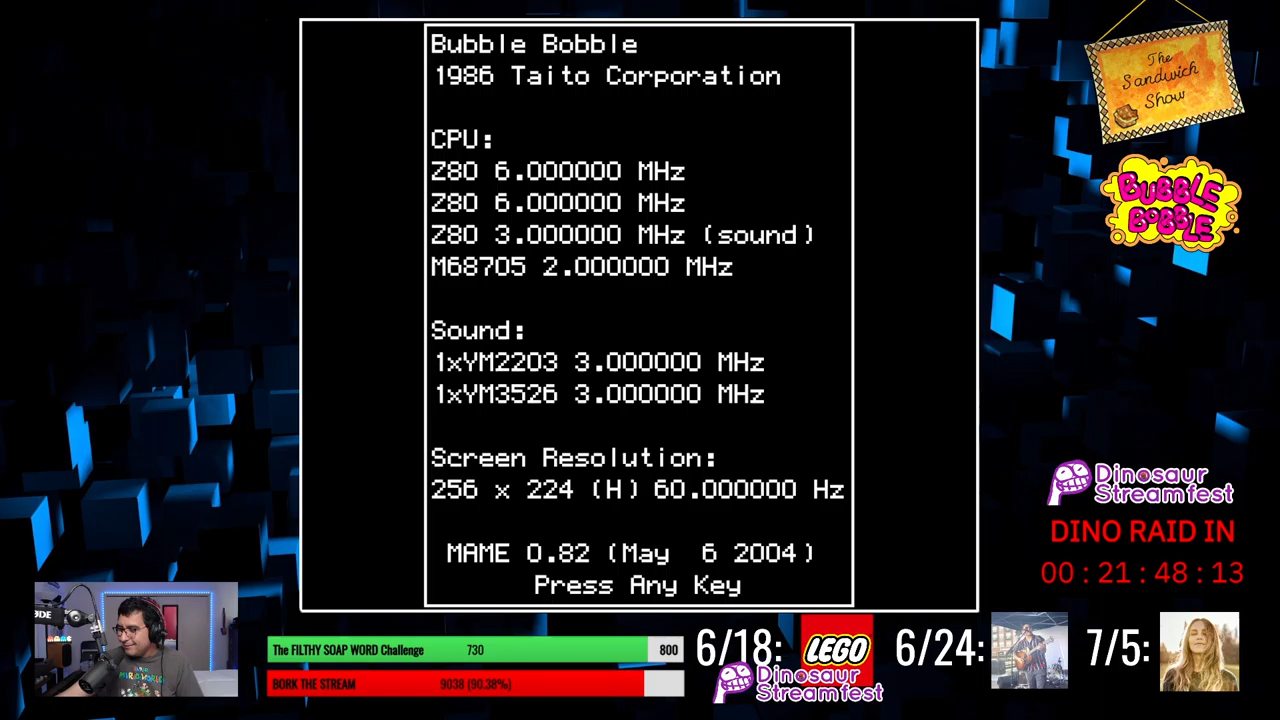 Bubble Bobble
1986 Taito Corporation
CPU:
Z80 6.000000 MHz
Z80 6.000000 MHz
Z80 3.000000 MHz (sound)
M68705 2.000000 MHz
Sound:
1xYM2203 3.000000 MHz
1xYM3526 3.000000 MHz
Screen Resolution:
256 x 224 (H) 60.000000 Hz
MAME 0.82 (May  6 2004)
Press Any Key
The
Sandwich
Show
BUBBLE
BOBBLE
Dinosaur
Streamfest
DINO RAID IN
00:21:48:13
The FILTHY SOAP WORD Challenge 730 800
BORK THE STREAM 9038 (90.38%)
6/18: LEGO 6/24: 7/5:
Dinosaur
Streamfest